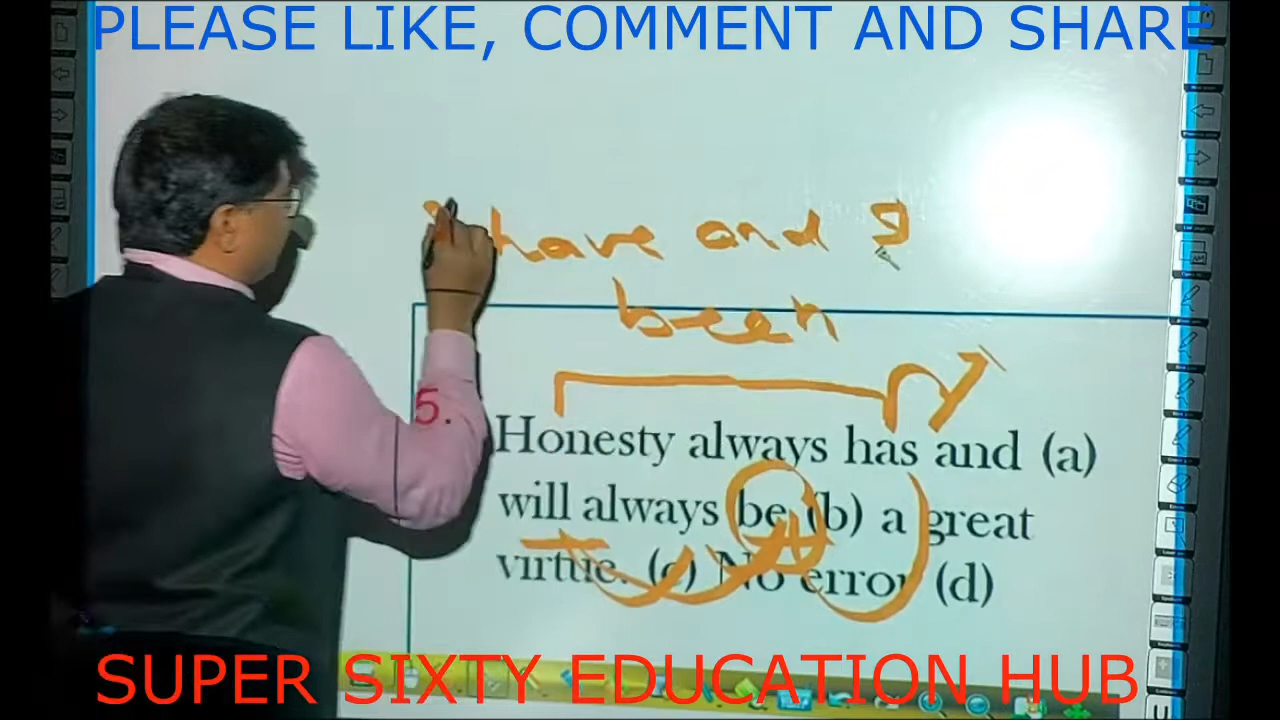 PLEASE LIKE, COMMENT AND SHARE
have and I
been
5.
Honesty always has and (a)
will always be (b) a great
virtue. (c) No error (d)
SUPER SIXTY EDUCATION HUB